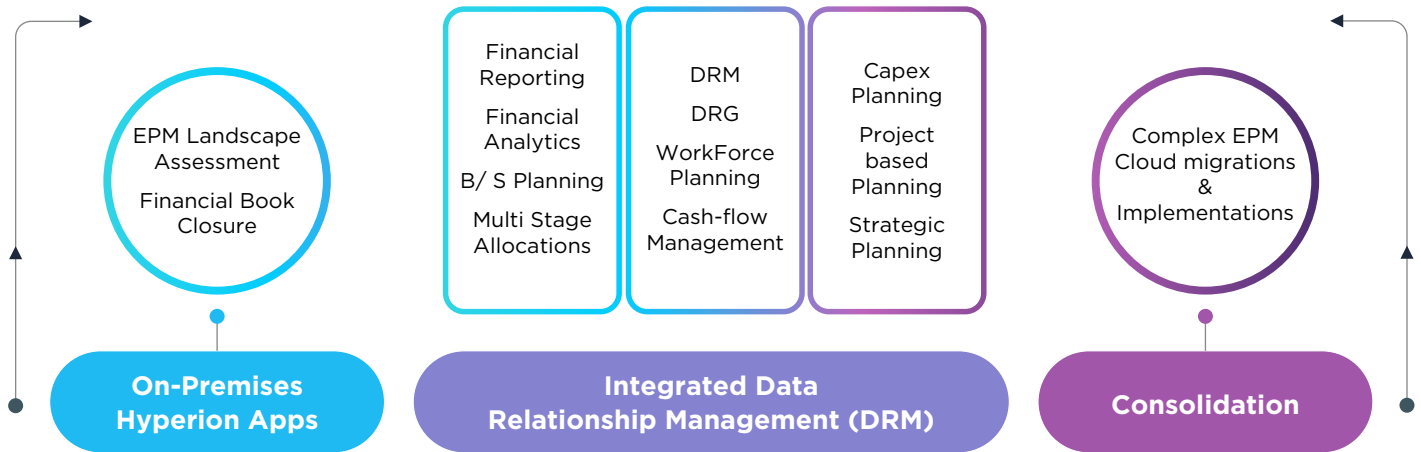 EPM Landscape
Assessment
Financial Book
Closure
On-Premises
Hyperion Apps
Financial
Reporting
Financial
Analytics
B/ S Planning
Multi Stage
Allocations
DRM
DRG
WorkForce
Planning
Cash-flow
Management
Capex
Planning
Project
based
Planning
Strategic
Planning
Integrated Data
Relationship Management (DRM)
Complex EPM
Cloud migrations
&
Implementations
Consolidation